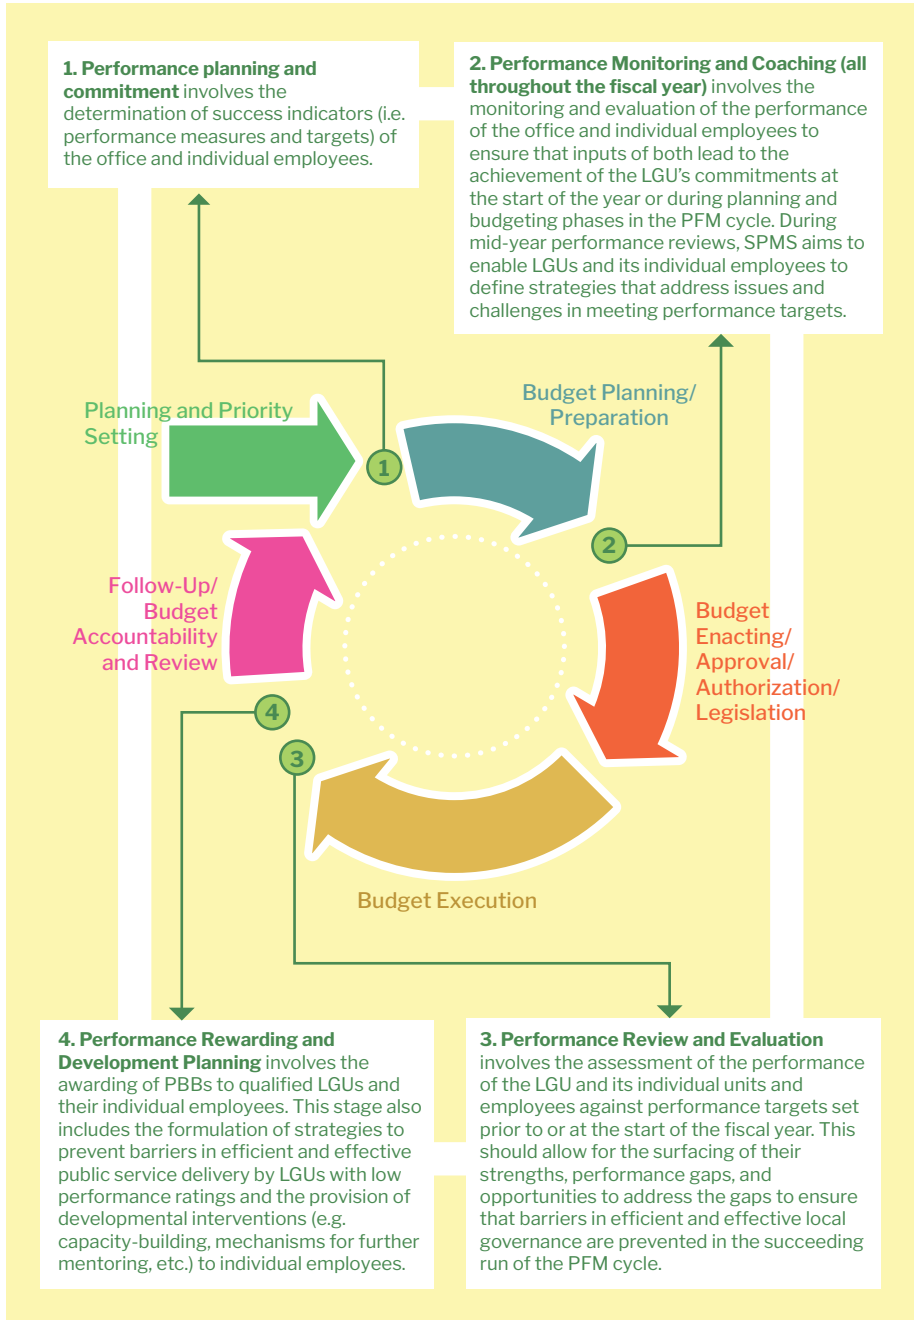 1. Performance planning and
commitment involves the
determination of success indicators (i.e.
performance measures and targets) of
the office and individual employees.
2. Performance Monitoring and Coaching (all
throughout the fiscal year) involves the
monitoring and evaluation of the performance
of the office and individual employees to
ensure that inputs of both lead to the
achievement of the LGU's commitments at
the start of the year or during planning and
budgeting phases in the PFM cycle. During
mid-year performance reviews, SPMS aims to
enable LGUs and its individual employees to
define strategies that address issues and
challenges in meeting performance targets.
Planning and Priority
Setting
1
Budget Planning/
Preparation
2
Budget
Enacting/
Approval/
Authorization/
Legislation
Follow-Up/
Budget
Accountability
and Review
4
3
Budget Execution
4. Performance Rewarding and
Development Planning involves the
awarding of PBBs to qualified LGUs and
their individual employees. This stage also
includes the formulation of strategies to
prevent barriers in efficient and effective
public service delivery by LGUs with low
performance ratings and the provision of
developmental interventions (e.g.
capacity-building, mechanisms for further
mentoring, etc.) to individual employees.
3. Performance Review and Evaluation
involves the assessment of the performance
of the LGU and its individual units and
employees against performance targets set
prior to or at the start of the fiscal year. This
should allow for the surfacing of their
strengths, performance gaps, and
opportunities to address the gaps to ensure
that barriers in efficient and effective local
governance are prevented in the succeeding
run of the PFM cycle.